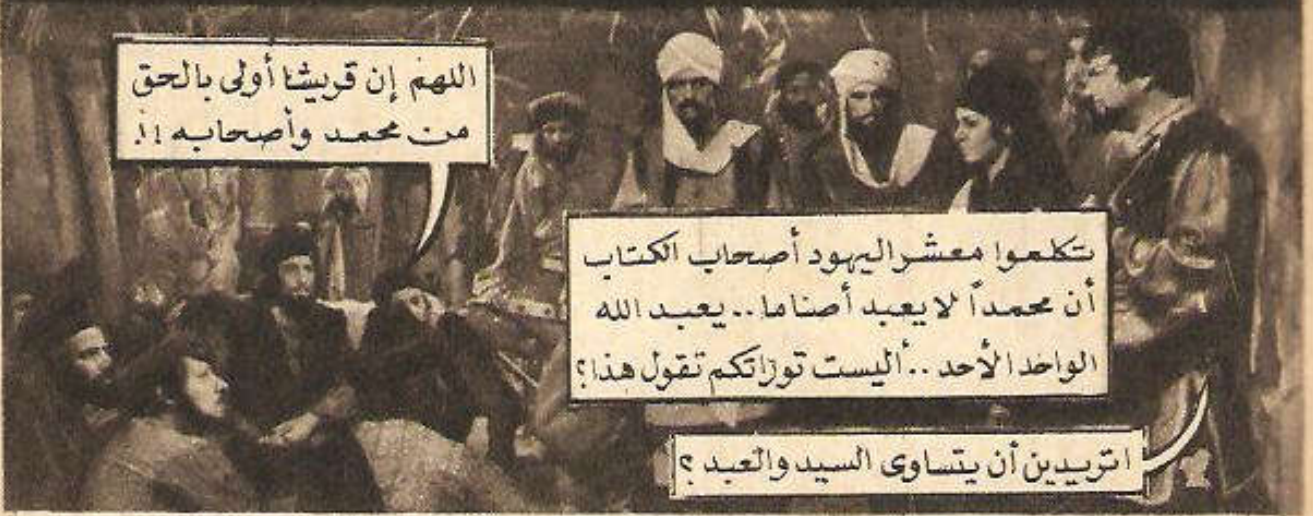 اللهم إن قريشا أولى بالحق
من محمد وأصحابه !!
تكلموا معشر اليهود أصحاب الكتاب
أن محمداً لا يعبد أصناما .. يعبد الله
الواحد الأحد .. أليست توراتكم تقول هذا؟
اتريدين أن يتساوى السيد والعبد ؟